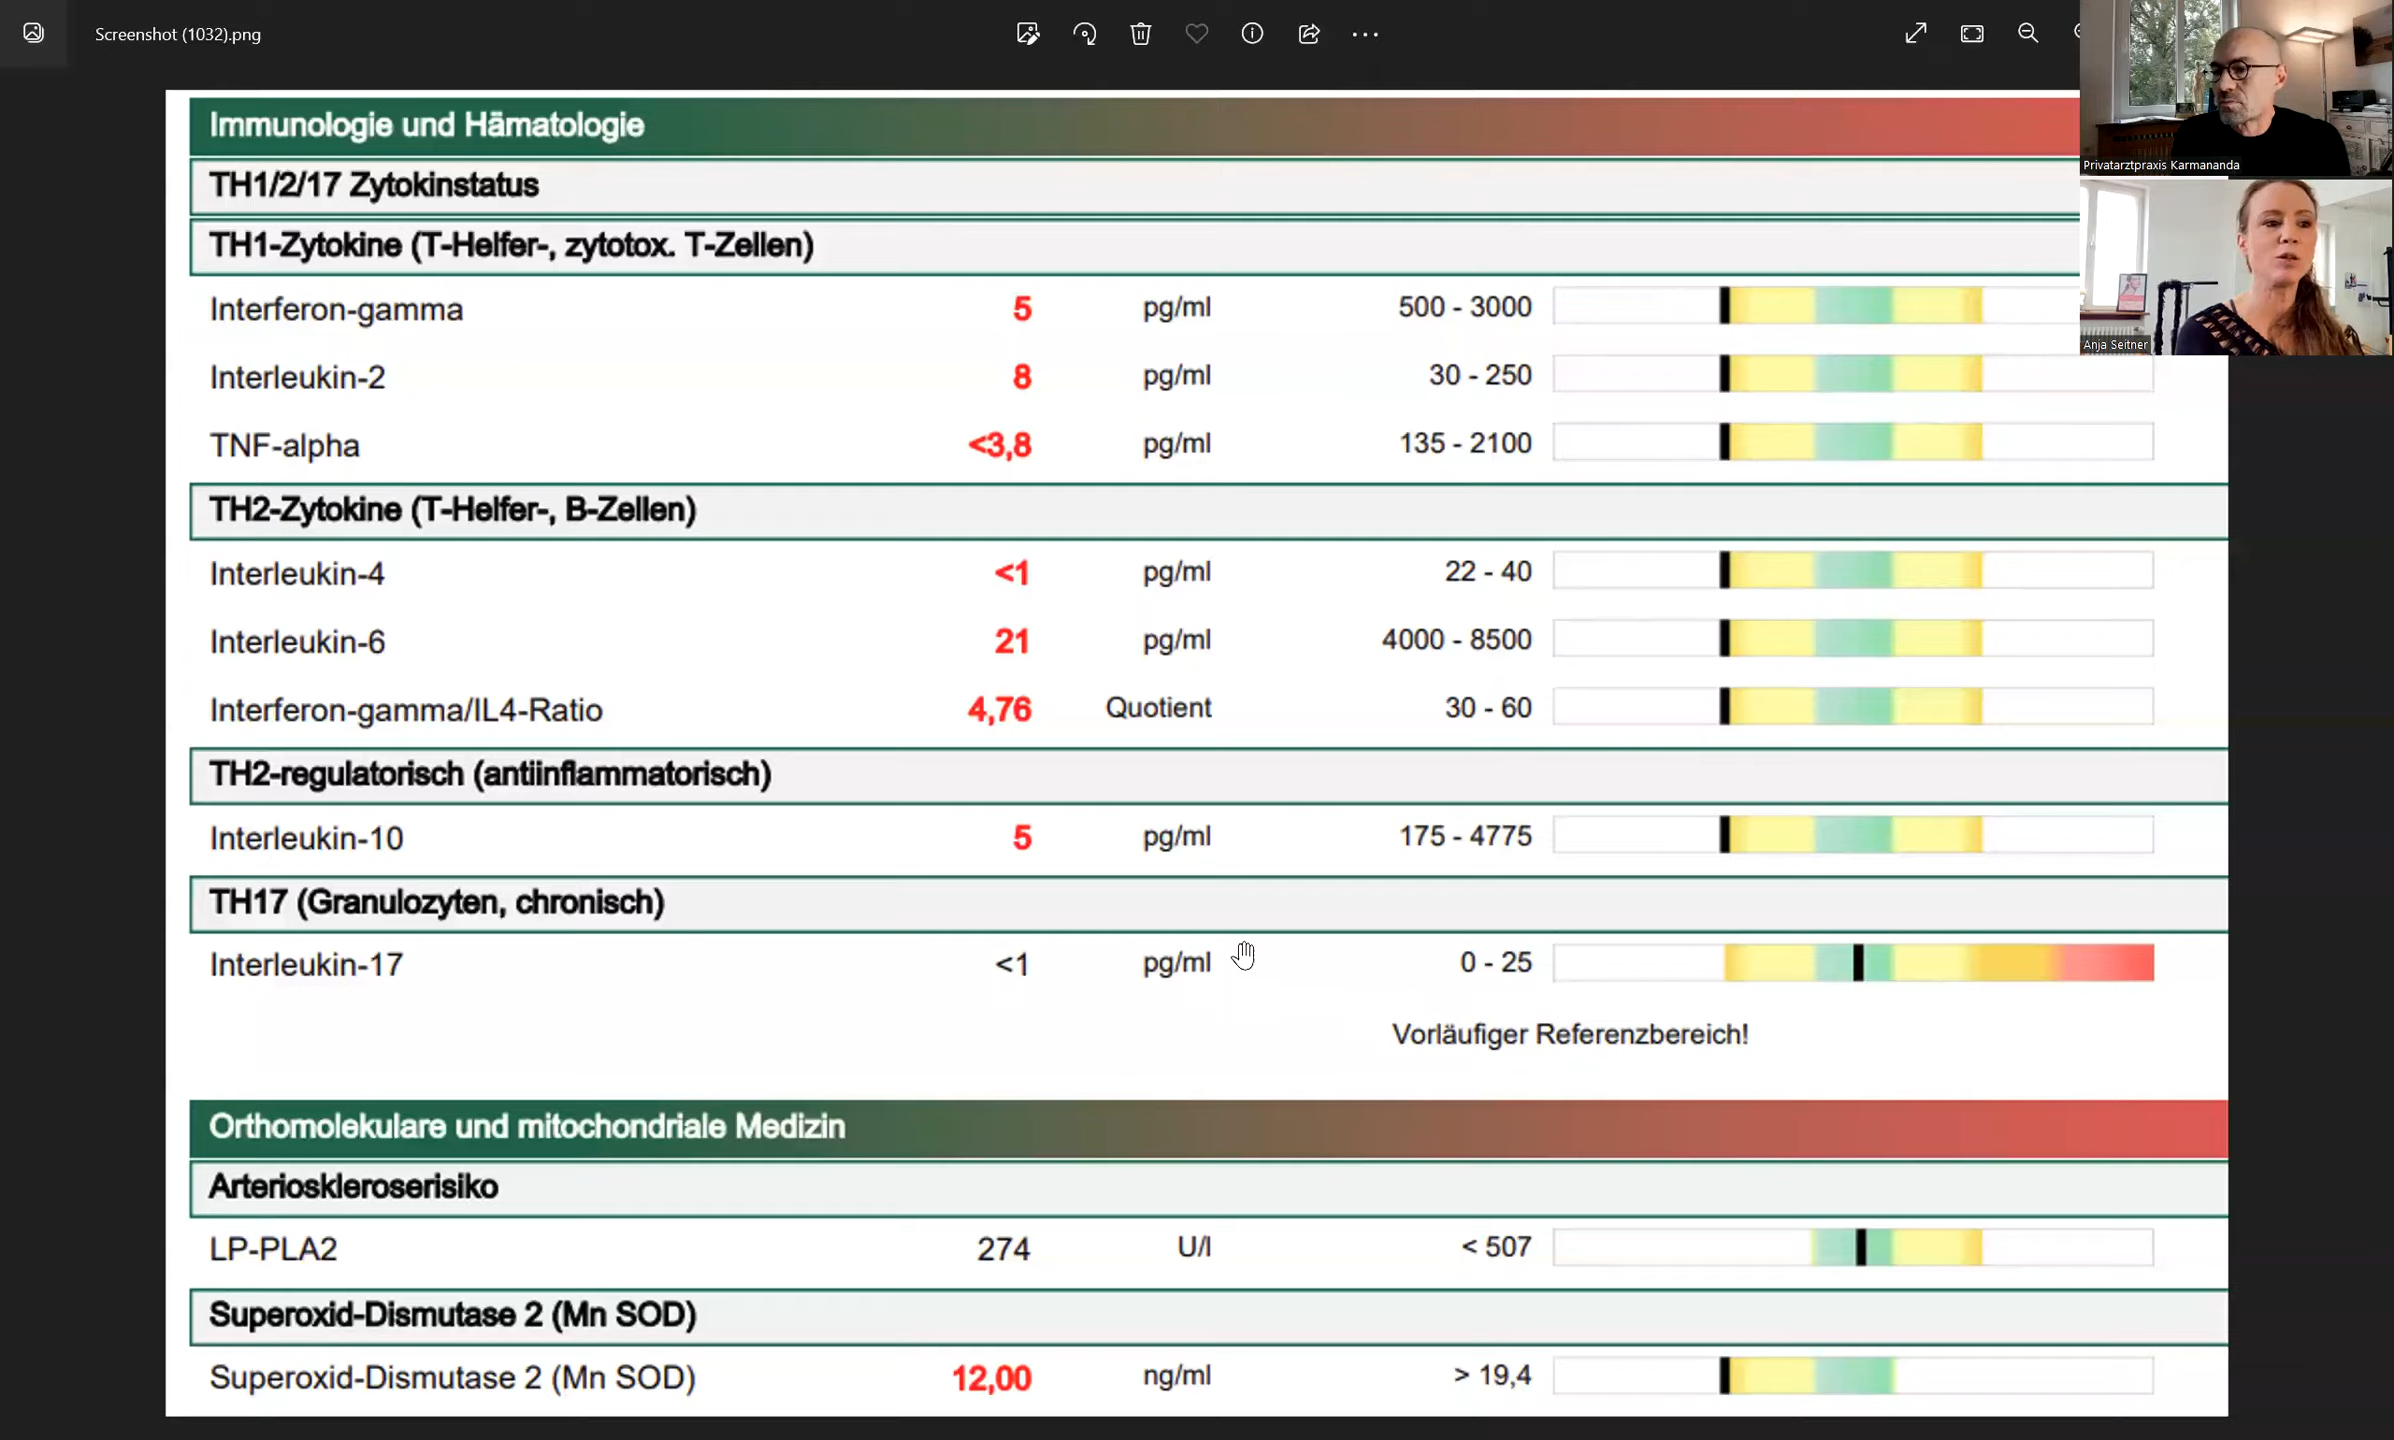 Screenshot (1032).png
Privatarztpraxis Karmananda
Anja Seitner
Immunologie und Hämatologie
TH1/2/17 Zytokinstatus
TH1-Zytokine (T-Helfer-, zytotox. T-Zellen)
Interferon-gamma 5 pg/ml 500 - 3000
Interleukin-2 8 pg/ml 30 - 250
TNF-alpha <3,8 pg/ml 135 - 2100
TH2-Zytokine (T-Helfer-, B-Zellen)
Interleukin-4 <1 pg/ml 22 - 40
Interleukin-6 21 pg/ml 4000 - 8500
Interferon-gamma/IL4-Ratio 4,76 Quotient 30 - 60
TH2-regulatorisch (antiinflammatorisch)
Interleukin-10 5 pg/ml 175 - 4775
TH17 (Granulozyten, chronisch)
Interleukin-17 <1 pg/ml 0 - 25
Vorläufiger Referenzbereich!
Orthomolekulare und mitochondriale Medizin
Arterioskleroserisiko
LP-PLA2 274 U/l < 507
Superoxid-Dismutase 2 (Mn SOD)
Superoxid-Dismutase 2 (Mn SOD) 12,00 ng/ml > 19,4